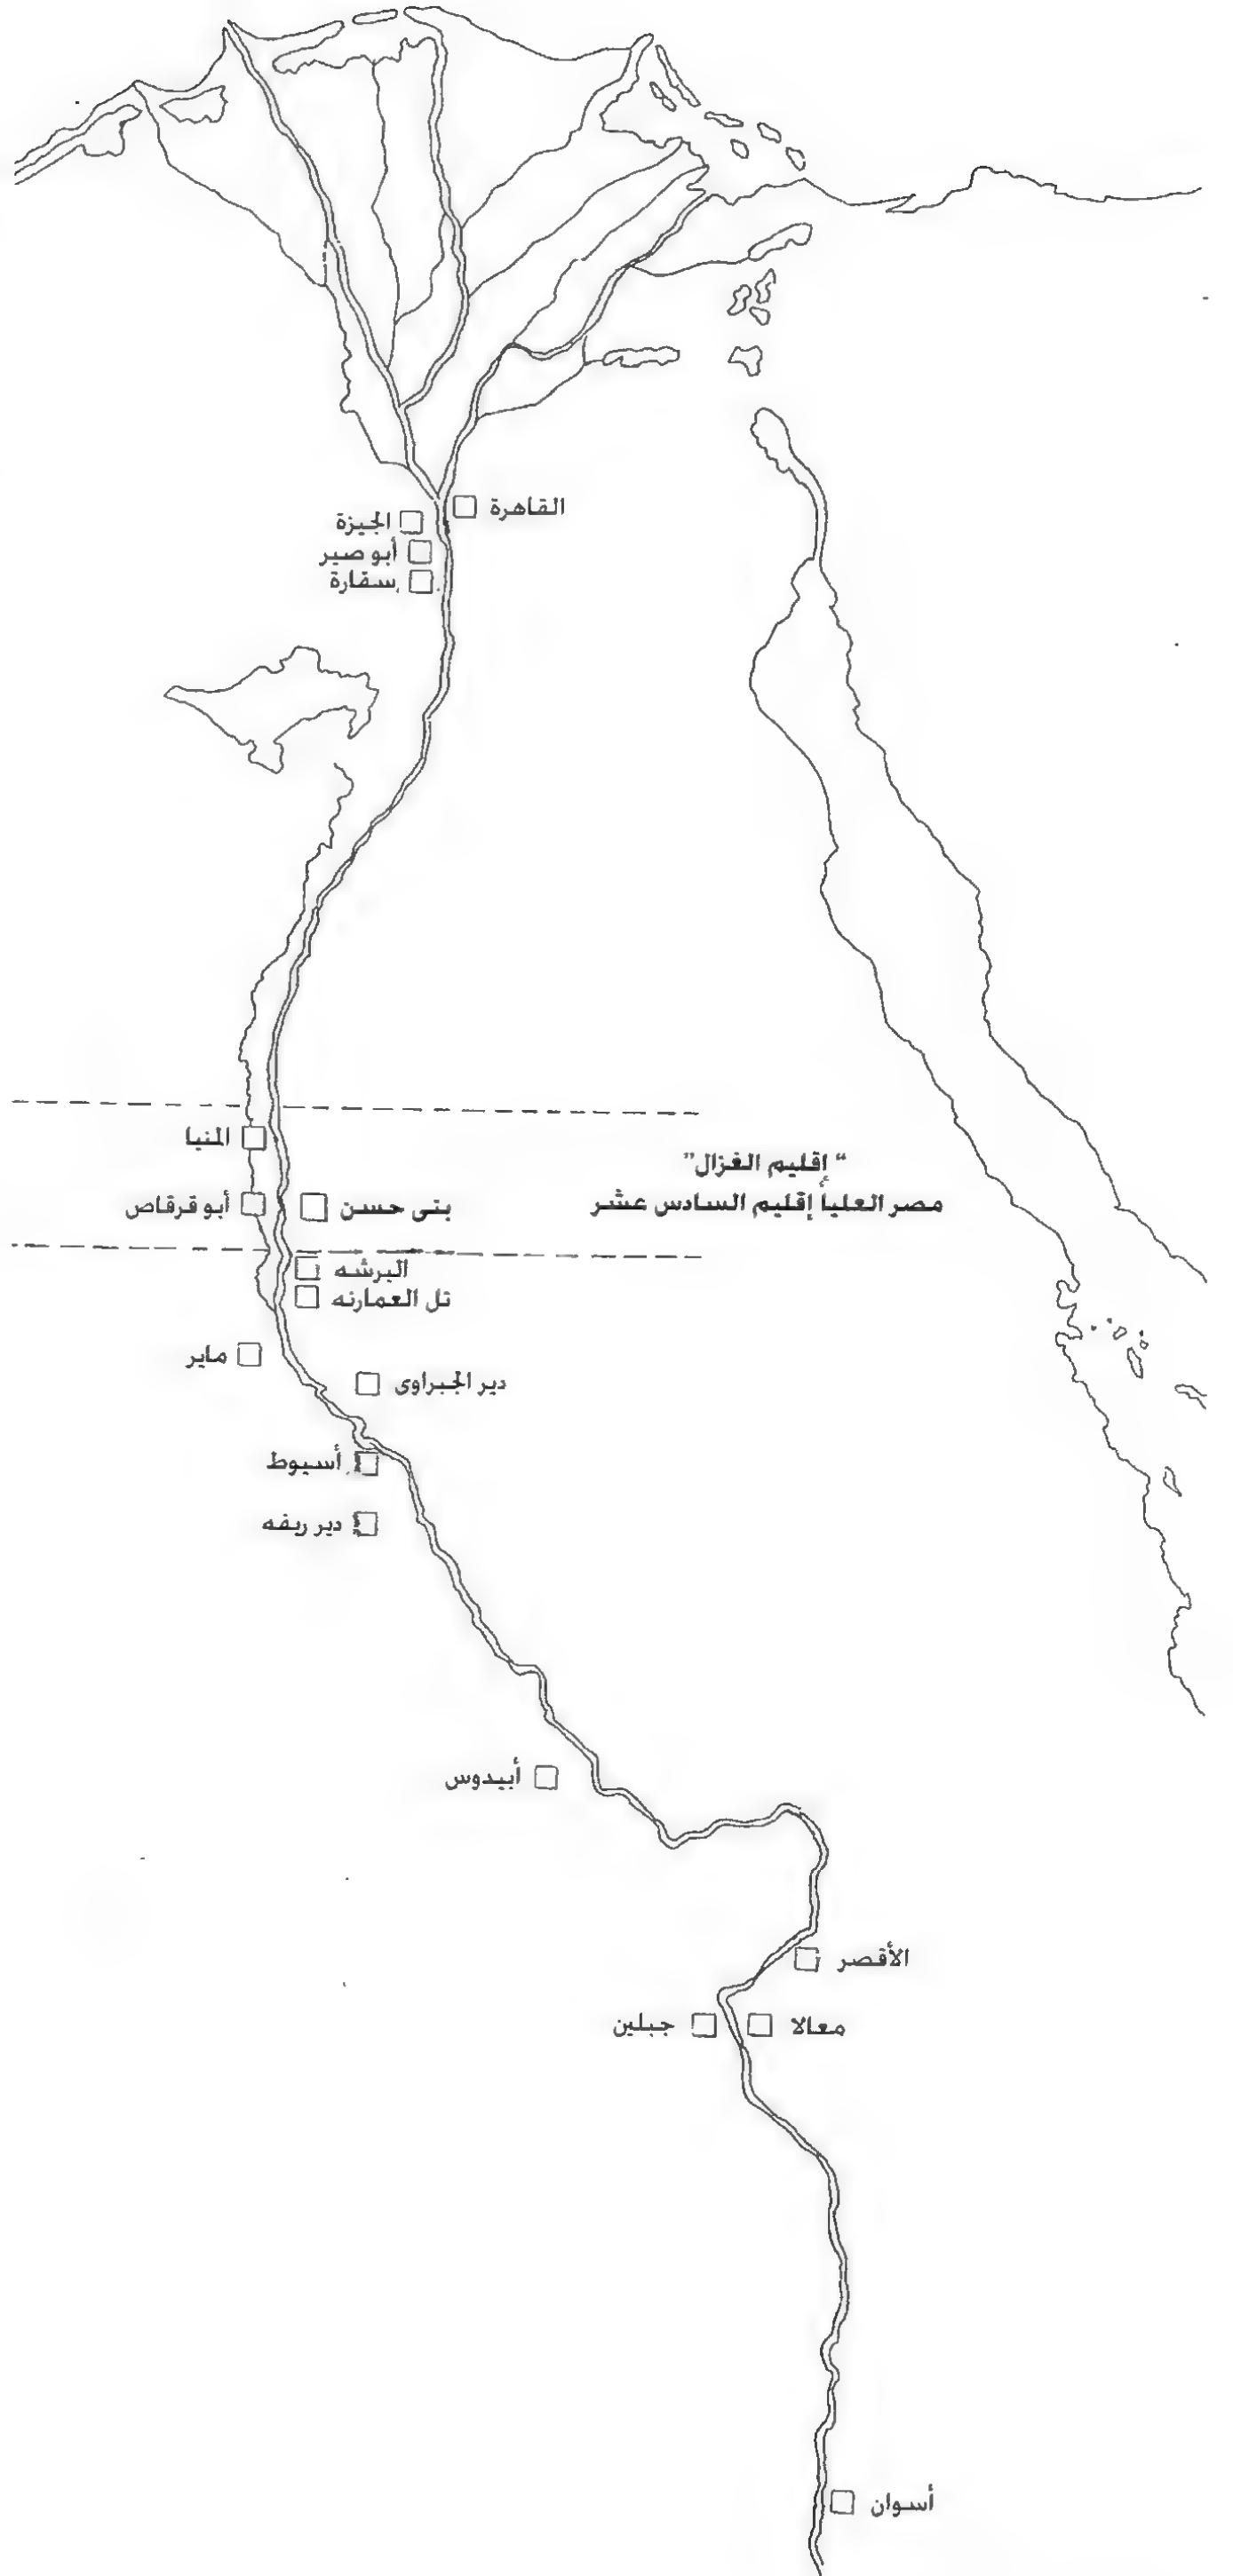 القاهرة
الجيزة
أبو صير
سقارة
المنيا
“إقليم الغزال”
مصر العليا إقليم السادس عشر
أبو قرقاص
بنى حسن
البرشه
تل العمارنه
ماير
دير الجبراوى
أسيوط
دير ريفه
أبيدوس
الأقصر
جبلين
معالا
أسوان